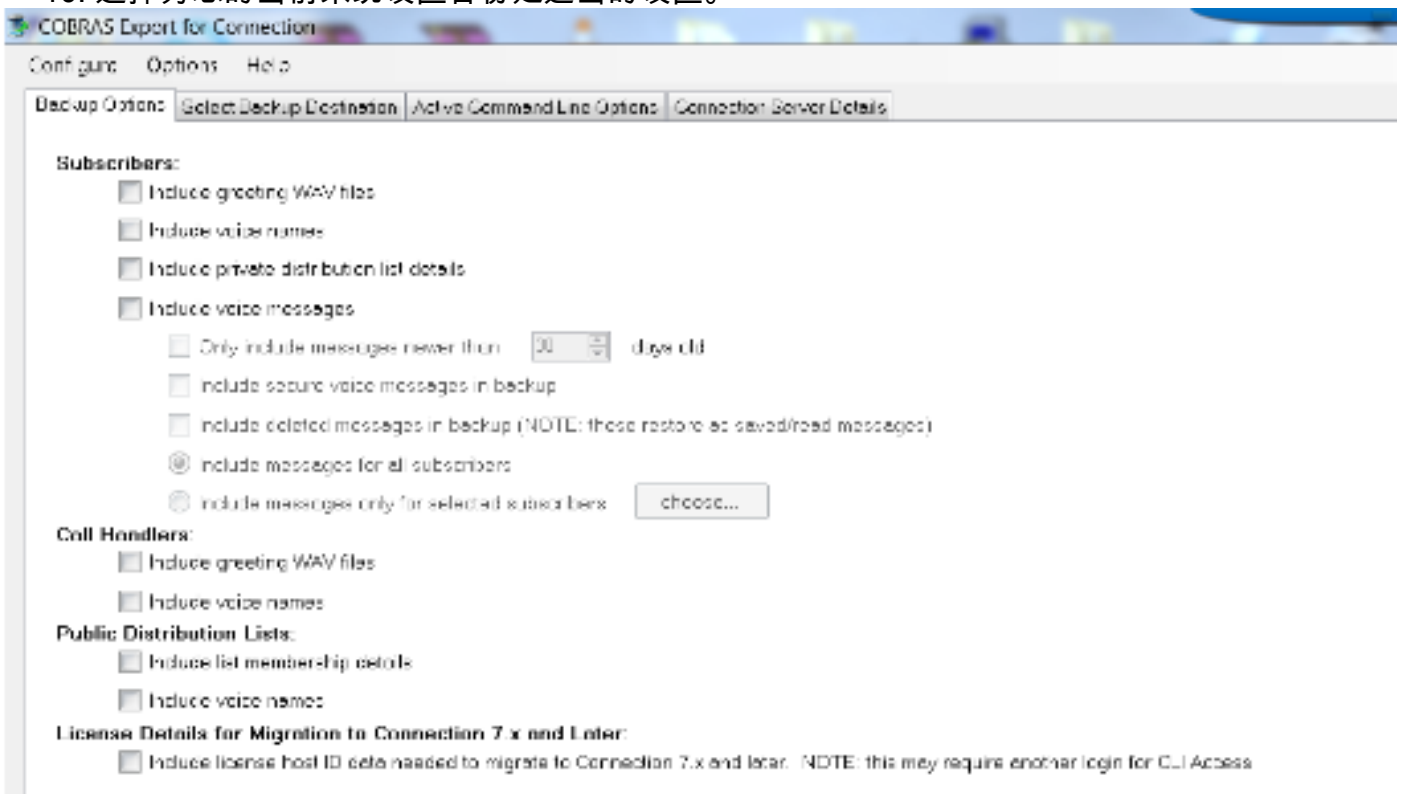 COBRAS Export for Connection
Configure Options Help
Backup Options Select Backup Destination Active Command Line Options Connection Server Details
Subscribers:
Include greeting WAV files
Include voice names
Include private distribution list details
Include voice messages
Only include messages newer than 30 days old
Include secure voice messages in backup
Include deleted messages in backup (NOTE: these restore as saved/read messages)
Include messages for all subscribers
Include messages only for selected subscribers choose...
Call Handlers:
Include greeting WAV files
Include voice names
Public Distribution Lists:
Include list membership details
Include voice names
License Details for Migration to Connection 7.x and Later:
Include license host ID data needed to migrate to Connection 7.x and later. NOTE: this may require another login for CLI Access